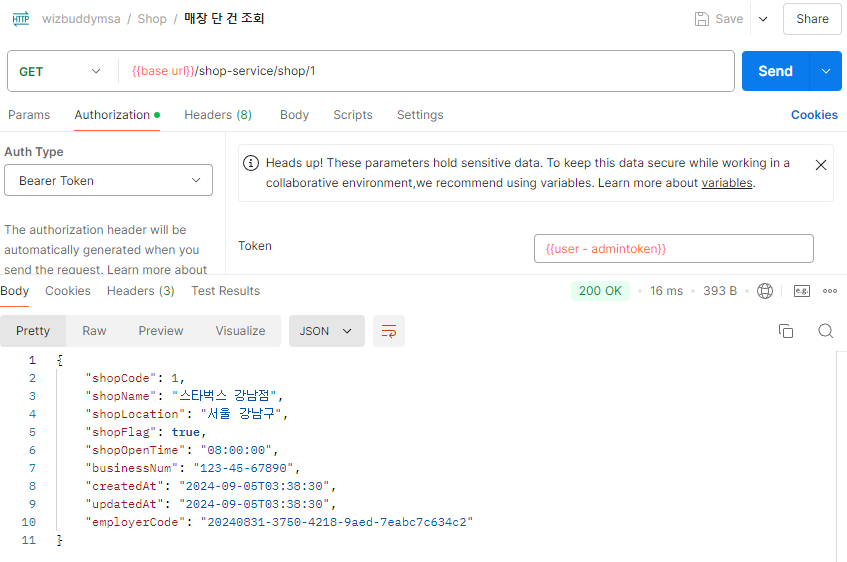 HTTP wizbuddymsa / Shop / 매장 단 건 조회 Save Share
GET {{base url}}/shop-service/shop/1 Send
Params Authorization Headers (8) Body Scripts Settings Cookies
Auth Type
Bearer Token
The authorization header will be
automatically generated when you
send the request. Learn more about
Heads up! These parameters hold sensitive data. To keep this data secure while working in a
collaborative environment,we recommend using variables. Learn more about variables.
Token {{user - admintoken}}
Body Cookies Headers (3) Test Results 200 OK 16 ms 393 B e.g.
Pretty Raw Preview Visualize JSON
1 {
2 "shopCode": 1,
3 "shopName": "스타벅스 강남점",
4 "shopLocation": "서울 강남구",
5 "shopFlag": true,
6 "shopOpenTime": "08:00:00",
7 "businessNum": "123-45-67890",
8 "createdAt": "2024-09-05T03:38:30",
9 "updatedAt": "2024-09-05T03:38:30",
10 "employerCode": "20240831-3750-4218-9aed-7eabc7c634c2"
11 }